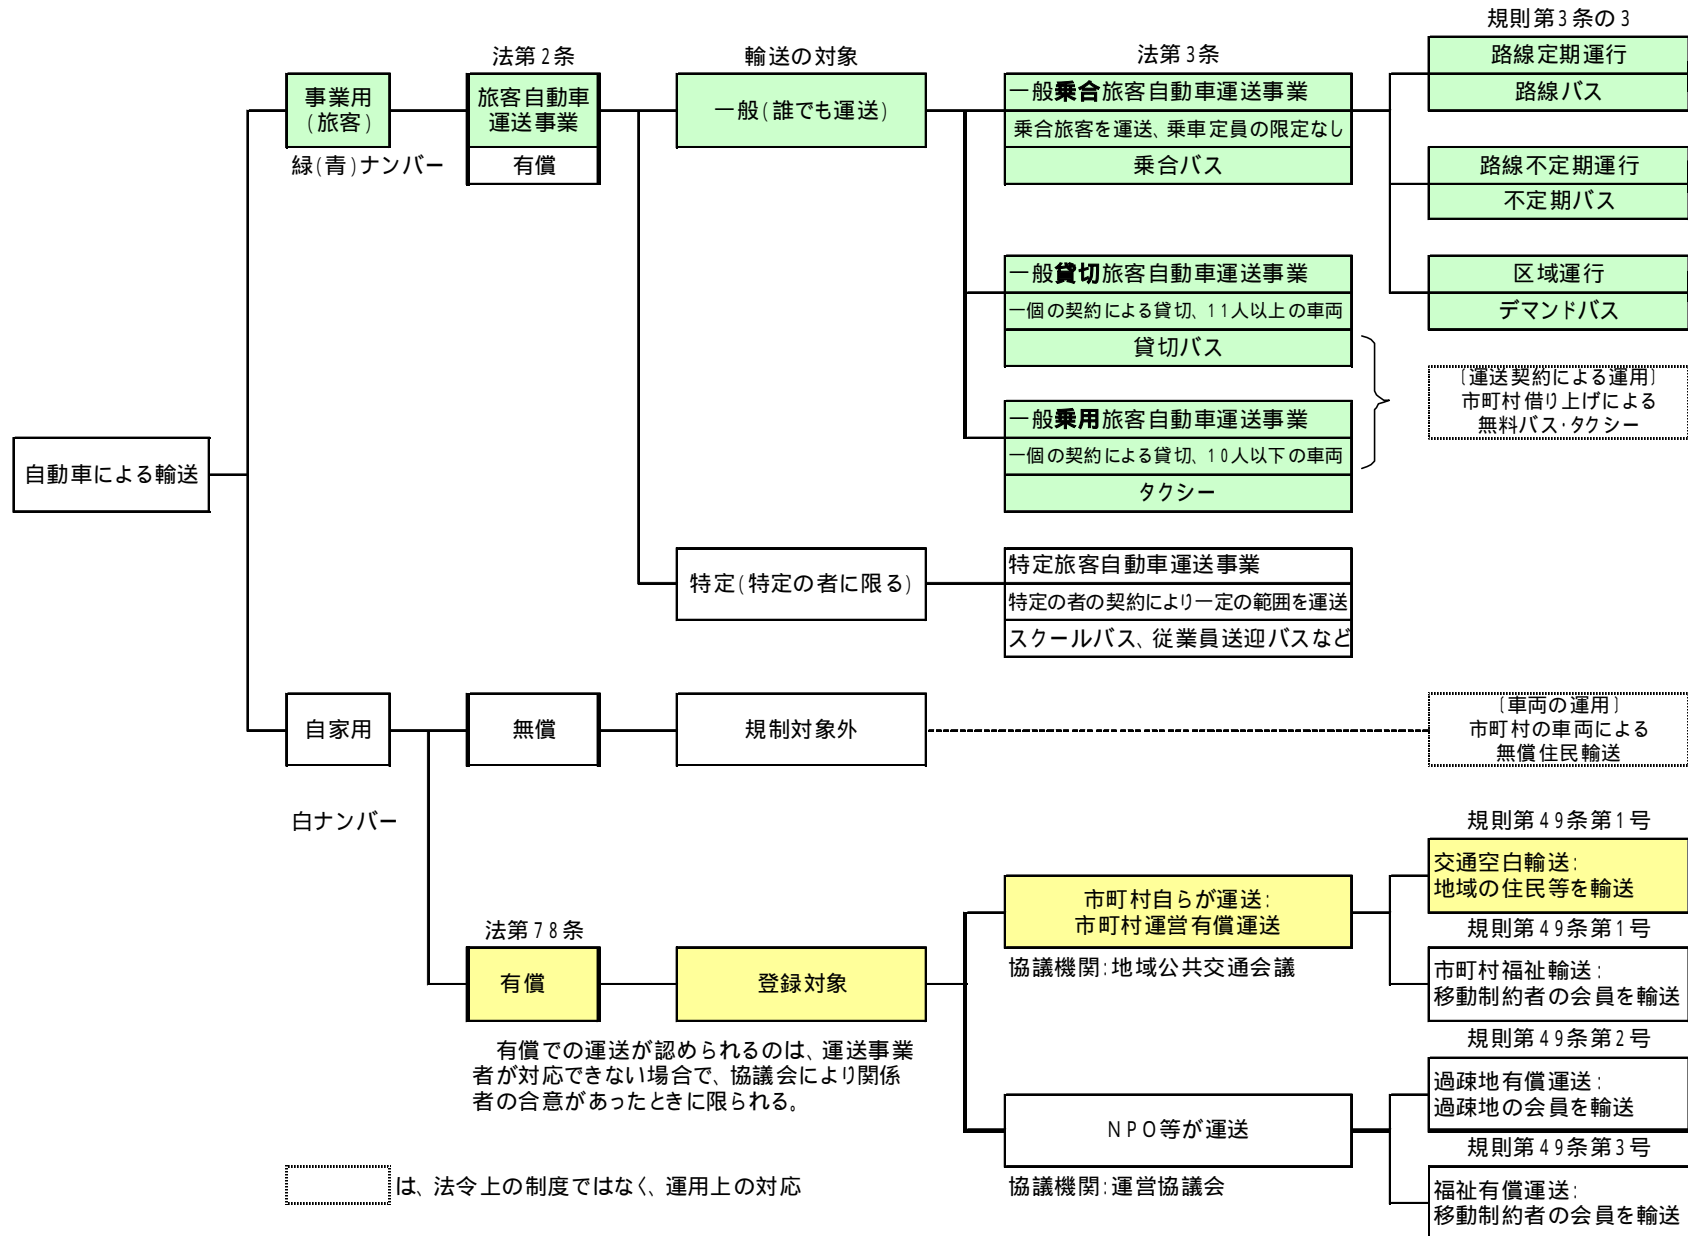 規則第3条の3
法第2条
輸送の対象
法第3条
路線定期運行
路線バス
事業用
(旅客)
緑(青)ナンバー
旅客自動車
運送事業
有償
一般(誰でも運送)
一般乗合旅客自動車運送事業
乗合旅客を運送、乗車定員の限定なし
乗合バス
路線不定期運行
不定期バス
一般貸切旅客自動車運送事業
一個の契約による貸切、11人以上の車両
貸切バス
区域運行
デマンドバス
〔運送契約による運用〕
市町村借り上げによる
無料バス・タクシー
一般乗用旅客自動車運送事業
一個の契約による貸切、10人以下の車両
タクシー
自動車による輸送
特定(特定の者に限る)
特定旅客自動車運送事業
特定の者の契約により一定の範囲を運送
スクールバス、従業員送迎バスなど
自家用
無償
規制対象外
〔車両の運用〕
市町村の車両による
無償住民輸送
白ナンバー
規則第49条第1号
交通空白輸送:
地域の住民等を輸送
市町村自らが運送:
市町村運営有償運送
協議機関:地域公共交通会議
法第78条
有償
登録対象
規則第49条第1号
市町村福祉輸送:
移動制約者の会員を輸送
有償での運送が認められるのは、運送事業
者が対応できない場合で、協議会により関係
者の合意があったときに限られる。
規則第49条第2号
過疎地有償運送:
過疎地の会員を輸送
NPO等が運送
協議機関:運営協議会
規則第49条第3号
福祉有償運送:
移動制約者の会員を輸送
は、法令上の制度ではなく、運用上の対応